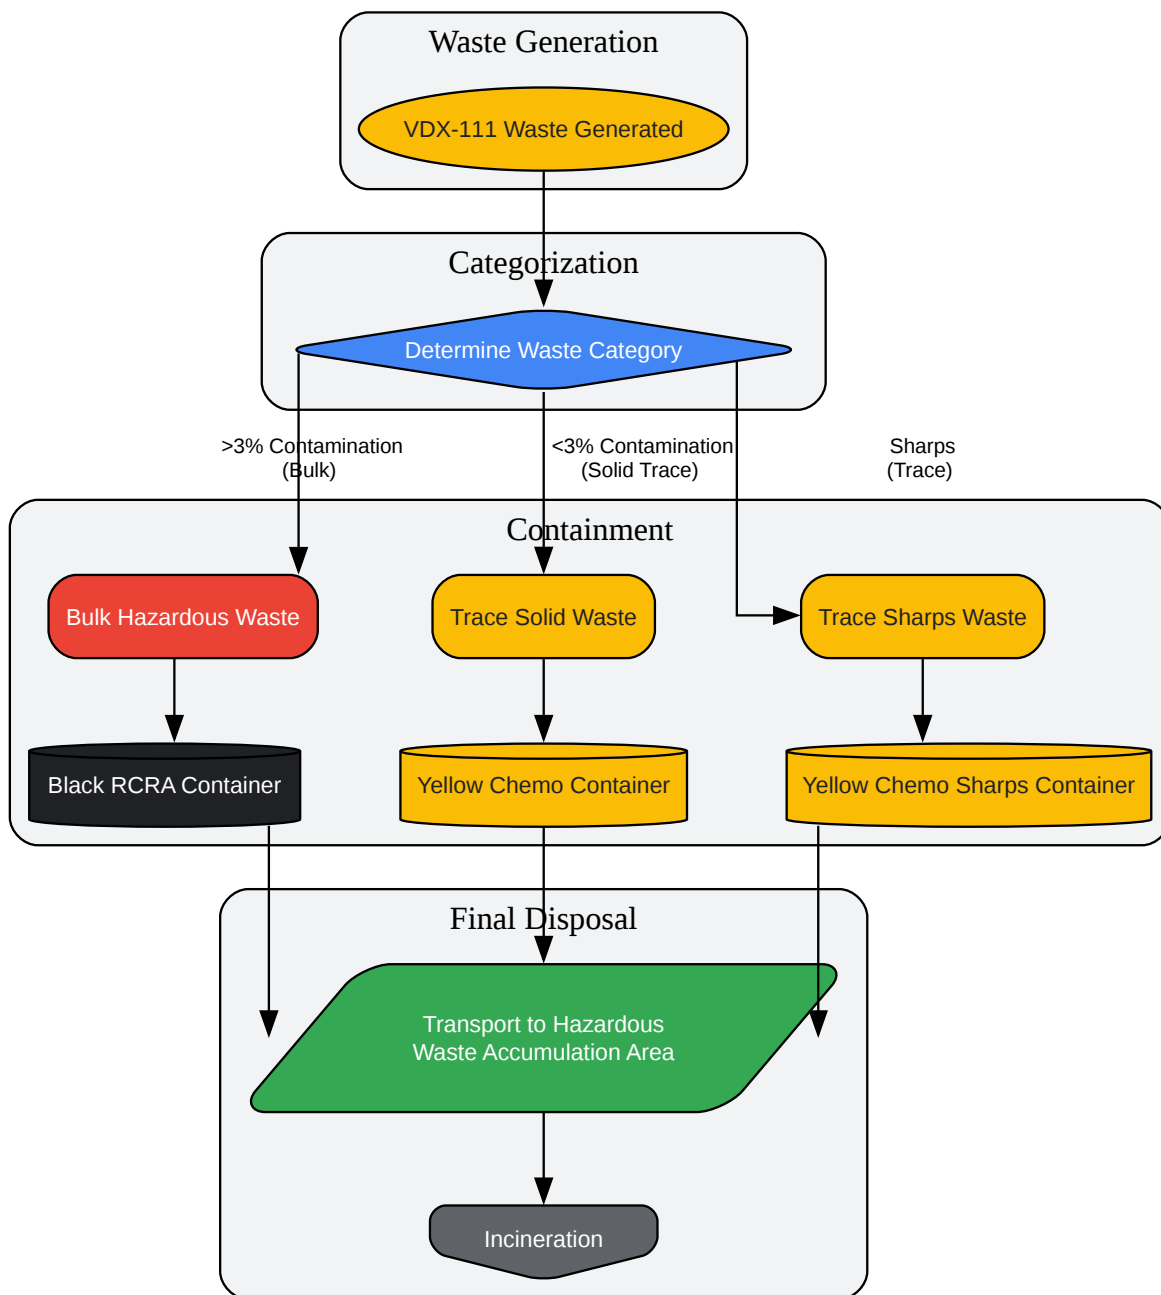 Waste Generation
VDX-111 Waste Generated
Categorization
Determine Waste Category
>3% Contamination
(Bulk)
<3% Contamination
(Solid Trace)
Sharps
(Trace)
Containment
Bulk Hazardous Waste
Trace Solid Waste
Trace Sharps Waste
Black RCRA Container
Yellow Chemo Container
Yellow Chemo Sharps Container
Final Disposal
Transport to Hazardous
Waste Accumulation Area
Incineration